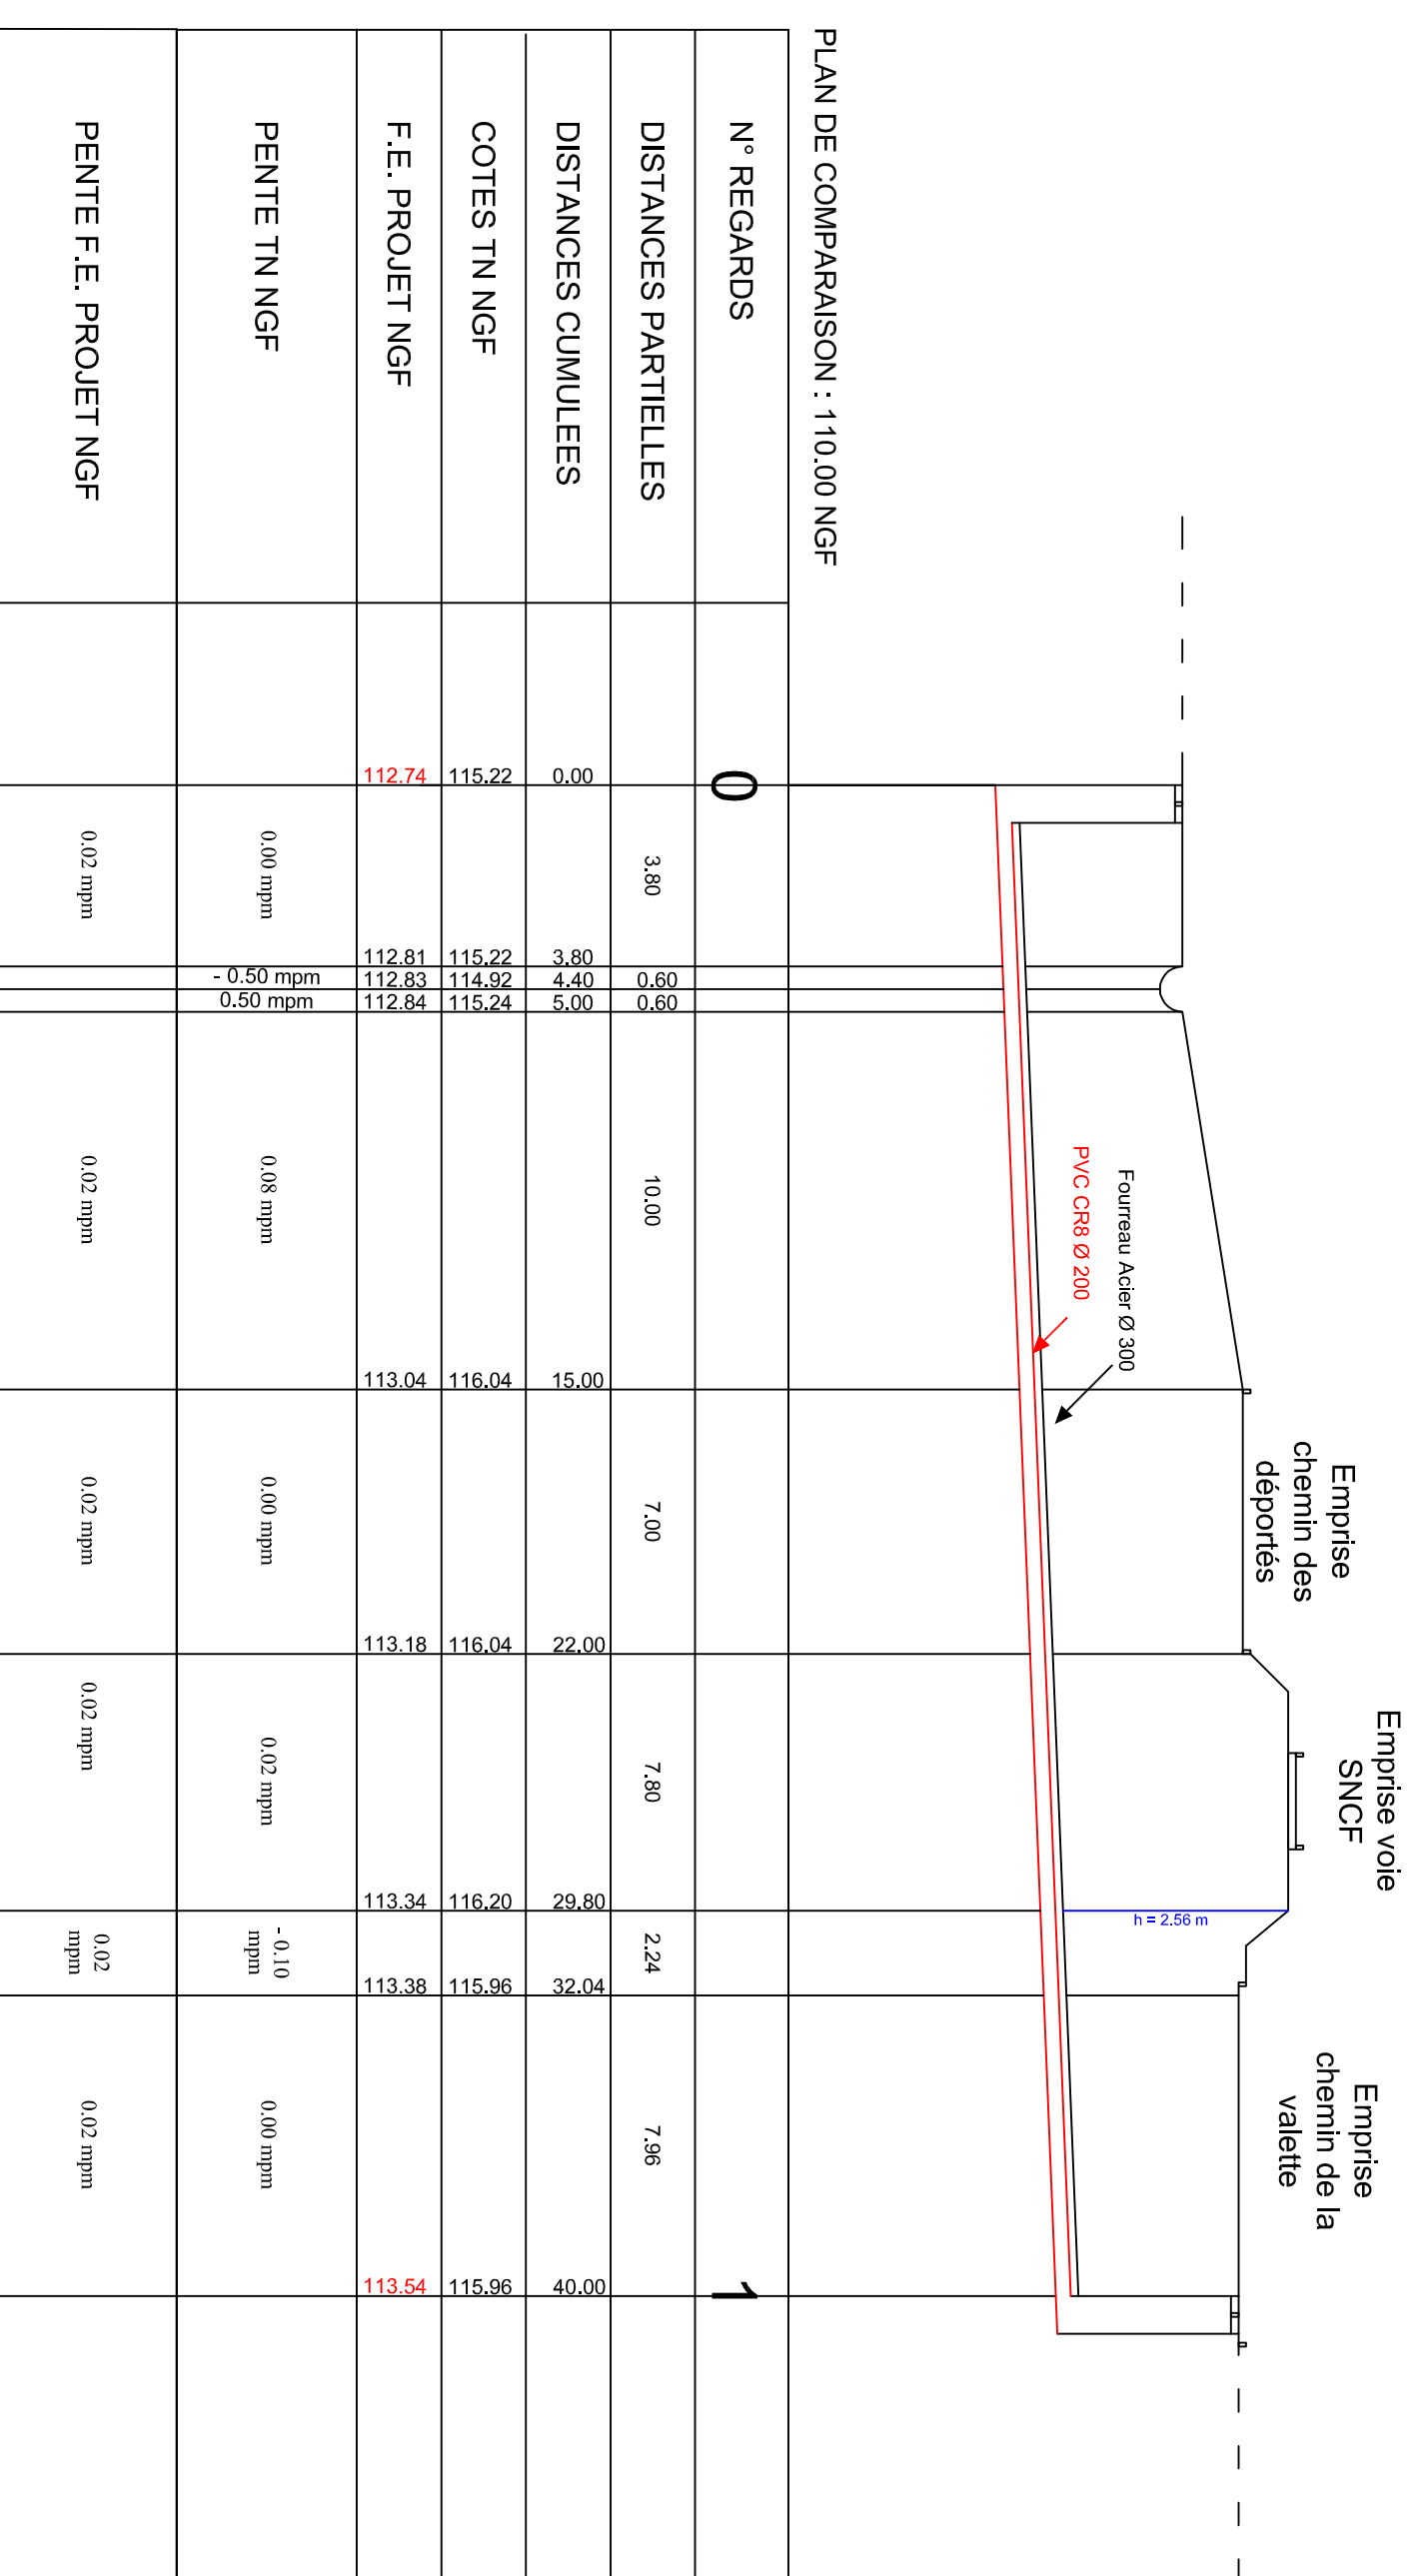 Emprise
chemin des
déportés
Emprise voie
SNCF
Emprise
chemin de la
valette
Fourreau Acier Ø 300
PVC CR8 Ø 200
h = 2.56 m
PLAN DE COMPARAISON : 110.00 NGF
N° REGARDS 0 1
DISTANCES PARTIELLES 3.80 0.60 0.60 10.00 7.00 7.80 2.24 7.96
DISTANCES CUMULEES 0.00 3.80 4.40 5.00 15.00 22.00 29.80 32.04 40.00
COTES TN NGF 115.22 115.22 114.92 115.24 116.04 116.04 116.20 115.96 115.96
F.E. PROJET NGF 112.74 112.81 112.83 112.84 113.04 113.18 113.34 113.38 113.54
PENTE TN NGF 0.00 mpm - 0.50 mpm 0.50 mpm 0.08 mpm 0.00 mpm 0.02 mpm - 0.10 mpm 0.00 mpm
PENTE F.E. PROJET NGF 0.02 mpm 0.02 mpm 0.02 mpm 0.02 mpm 0.02 mpm 0.02 mpm